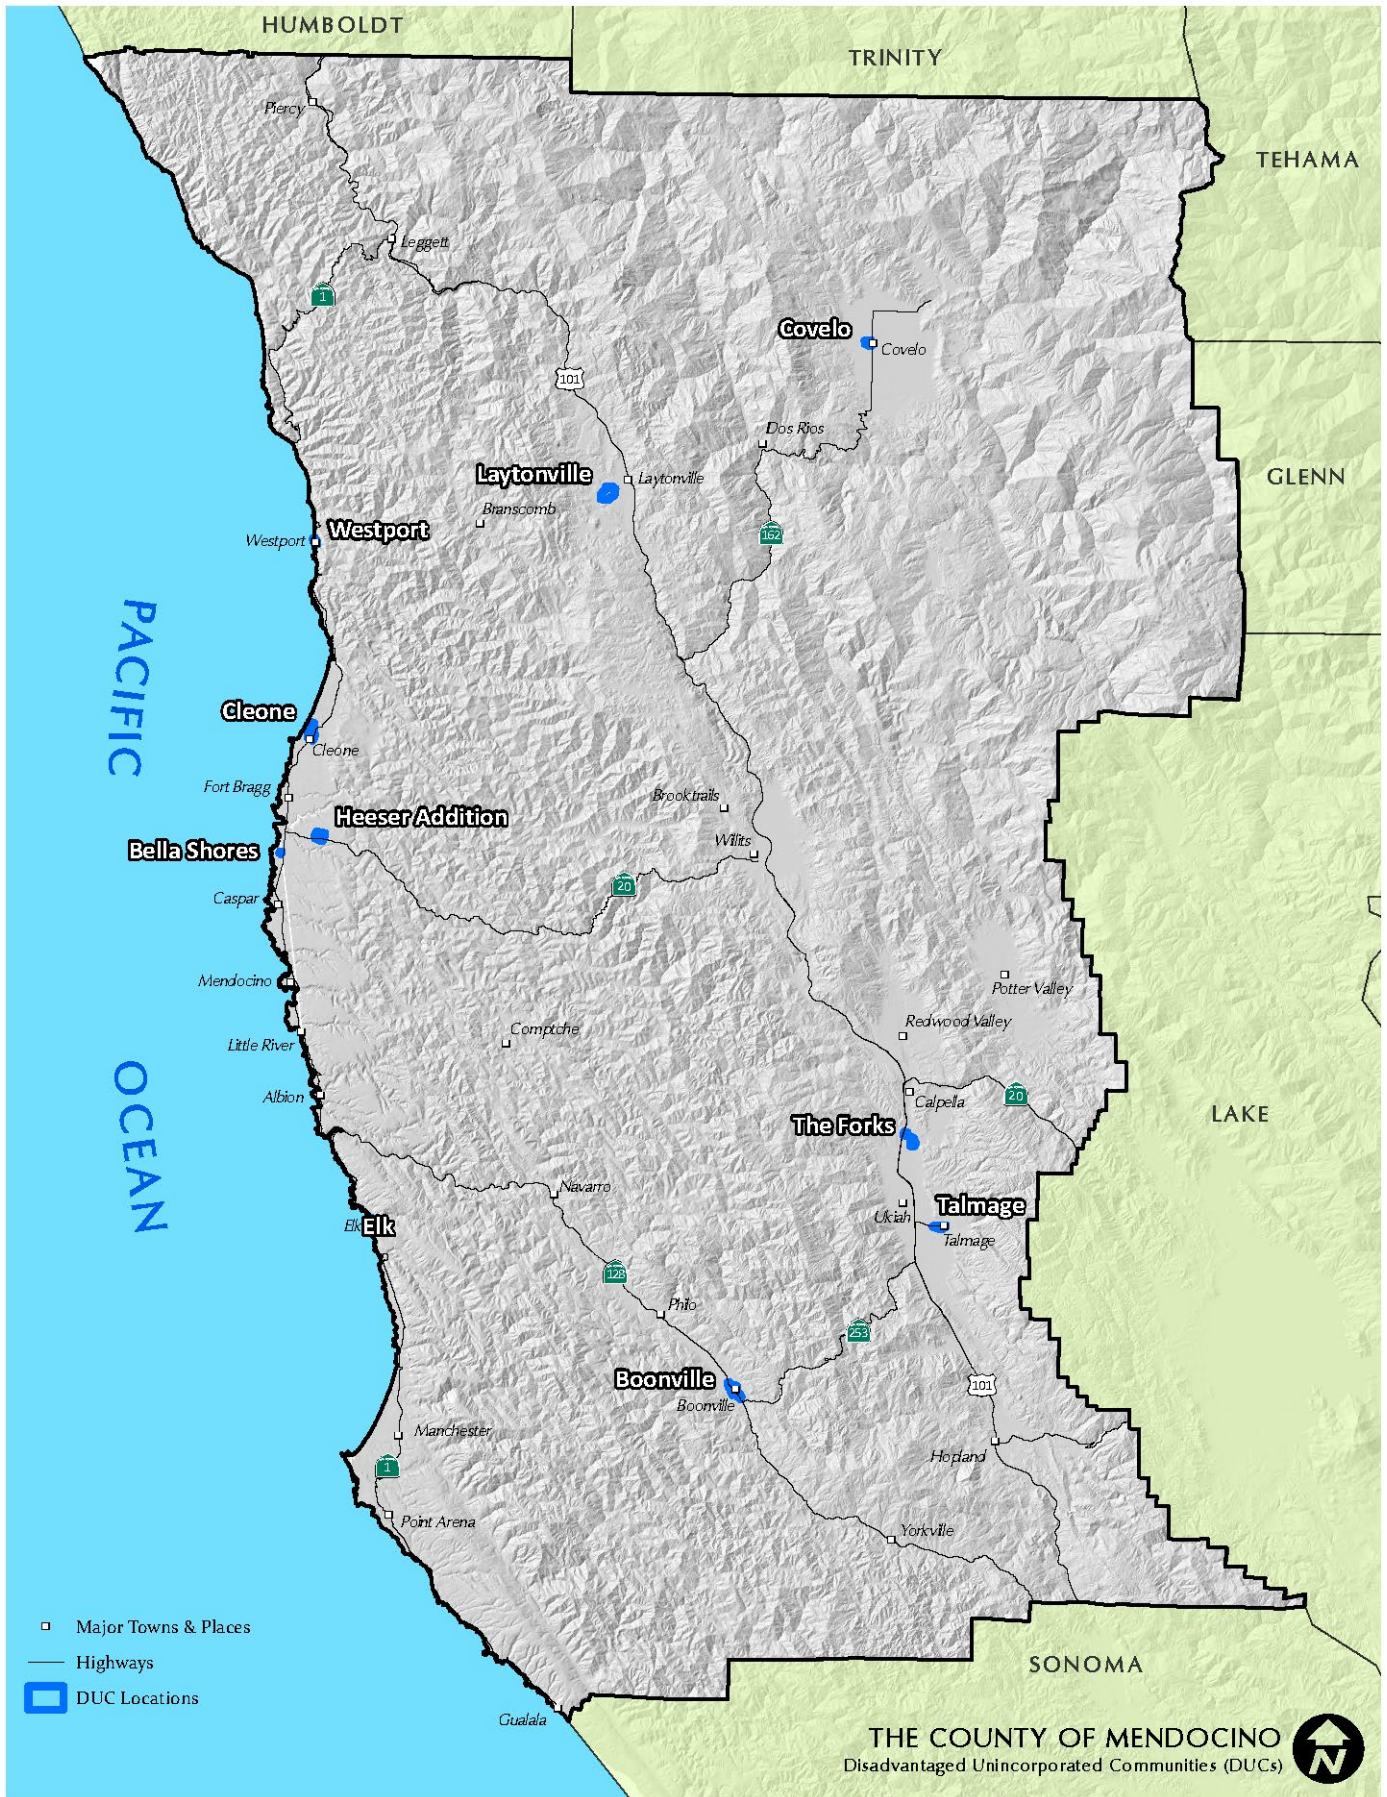 HUMBOLDT
TRINITY
Piercy
TEHAMA
Leggett
1
Covelo
Covelo
101
Dos Rios
Laytonville
Laytonville
GLENN
Branscomb
Westport
Westport
162
PACIFIC
Cleone
Cleone
Fort Bragg
Brooktrails
Heeser Addition
Willits
Bella Shores
20
Caspar
Mendocino
Potter Valley
Redwood Valley
Comptche
Little River
Albion
20
Calpella
OCEAN
LAKE
The Forks
Navarro
Talmage
Ukiah
Elk
Elk
Talmage
128
Philo
253
Boonville
101
Boonville
Manchester
Hopland
1
Point Arena
Yorkville
Major Towns & Places
Highways
SONOMA
DUC Locations
Gualala
THE COUNTY OF MENDOCINO
Disadvantaged Unincorporated Communities (DUCs)
N